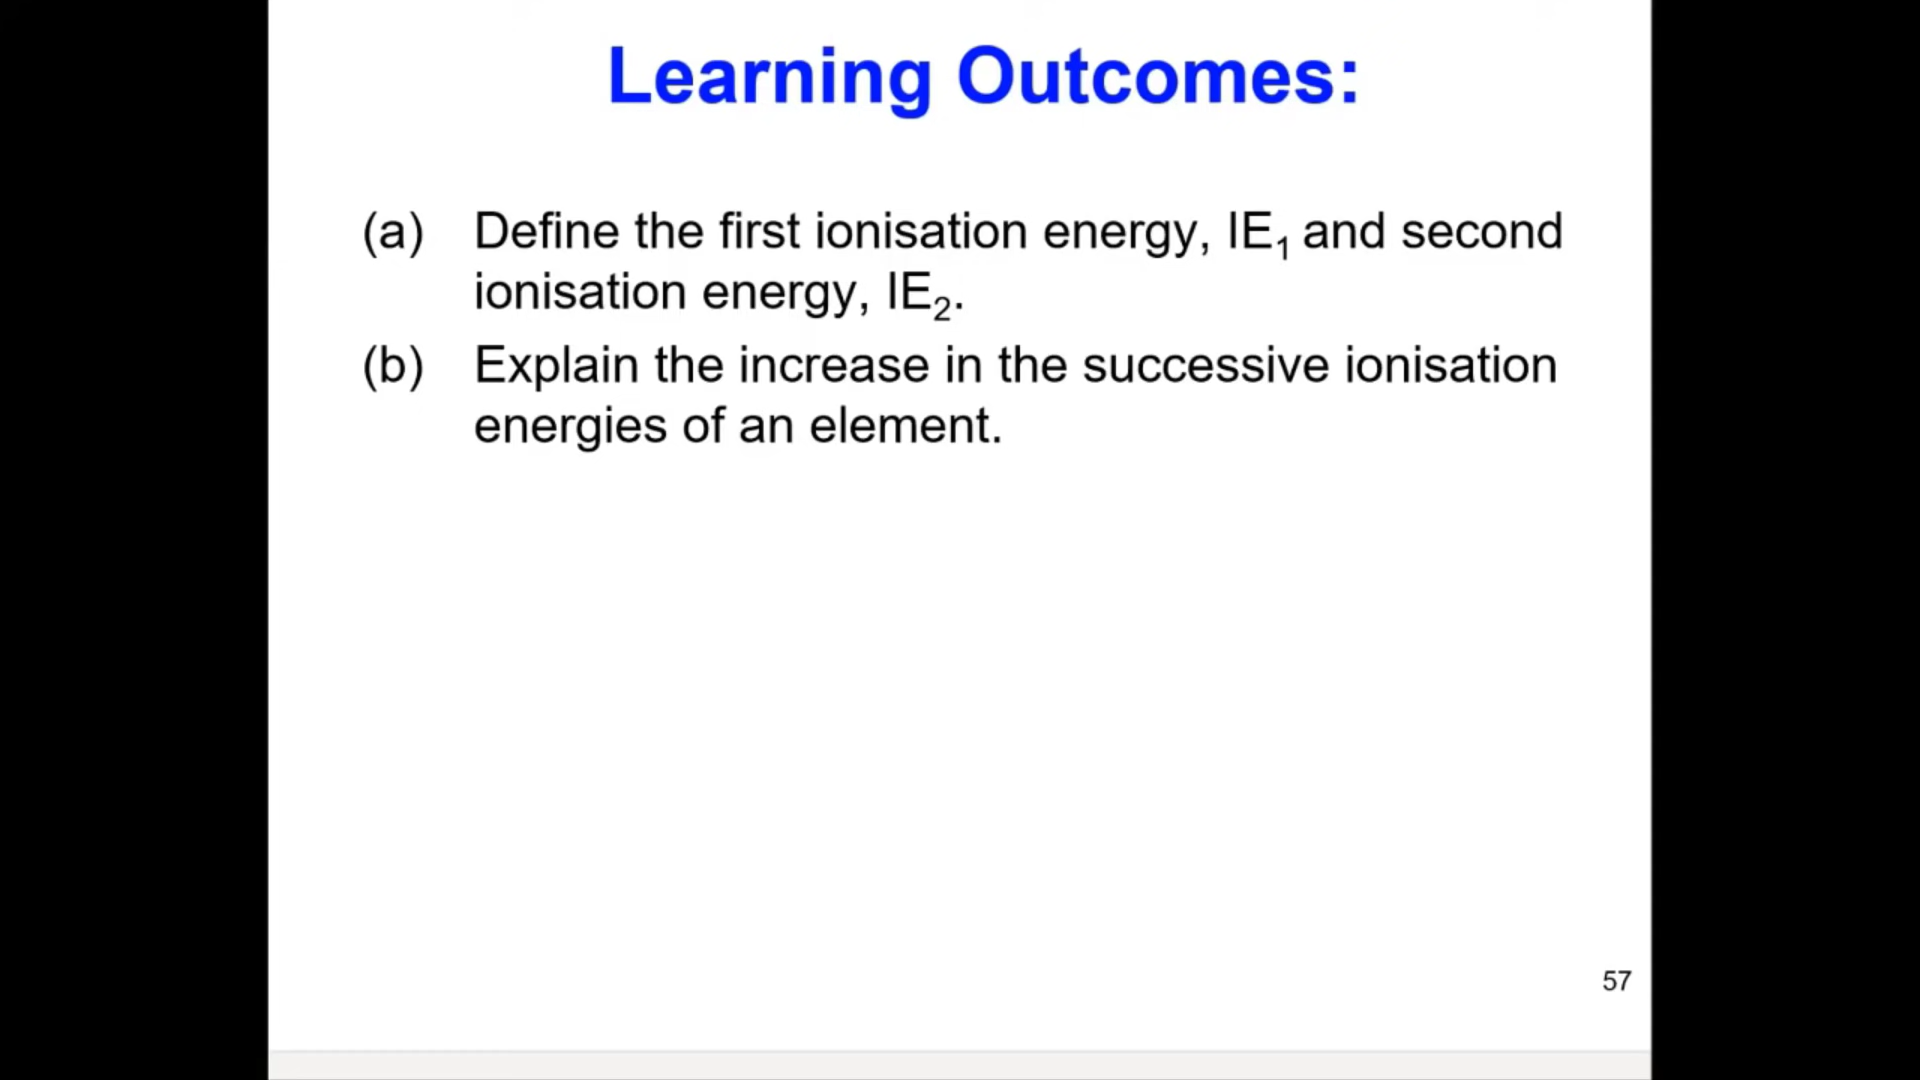 Learning Outcomes:
(a) Define the first ionisation energy, IE₁ and second
ionisation energy, IE₂.
(b) Explain the increase in the successive ionisation
energies of an element.
57